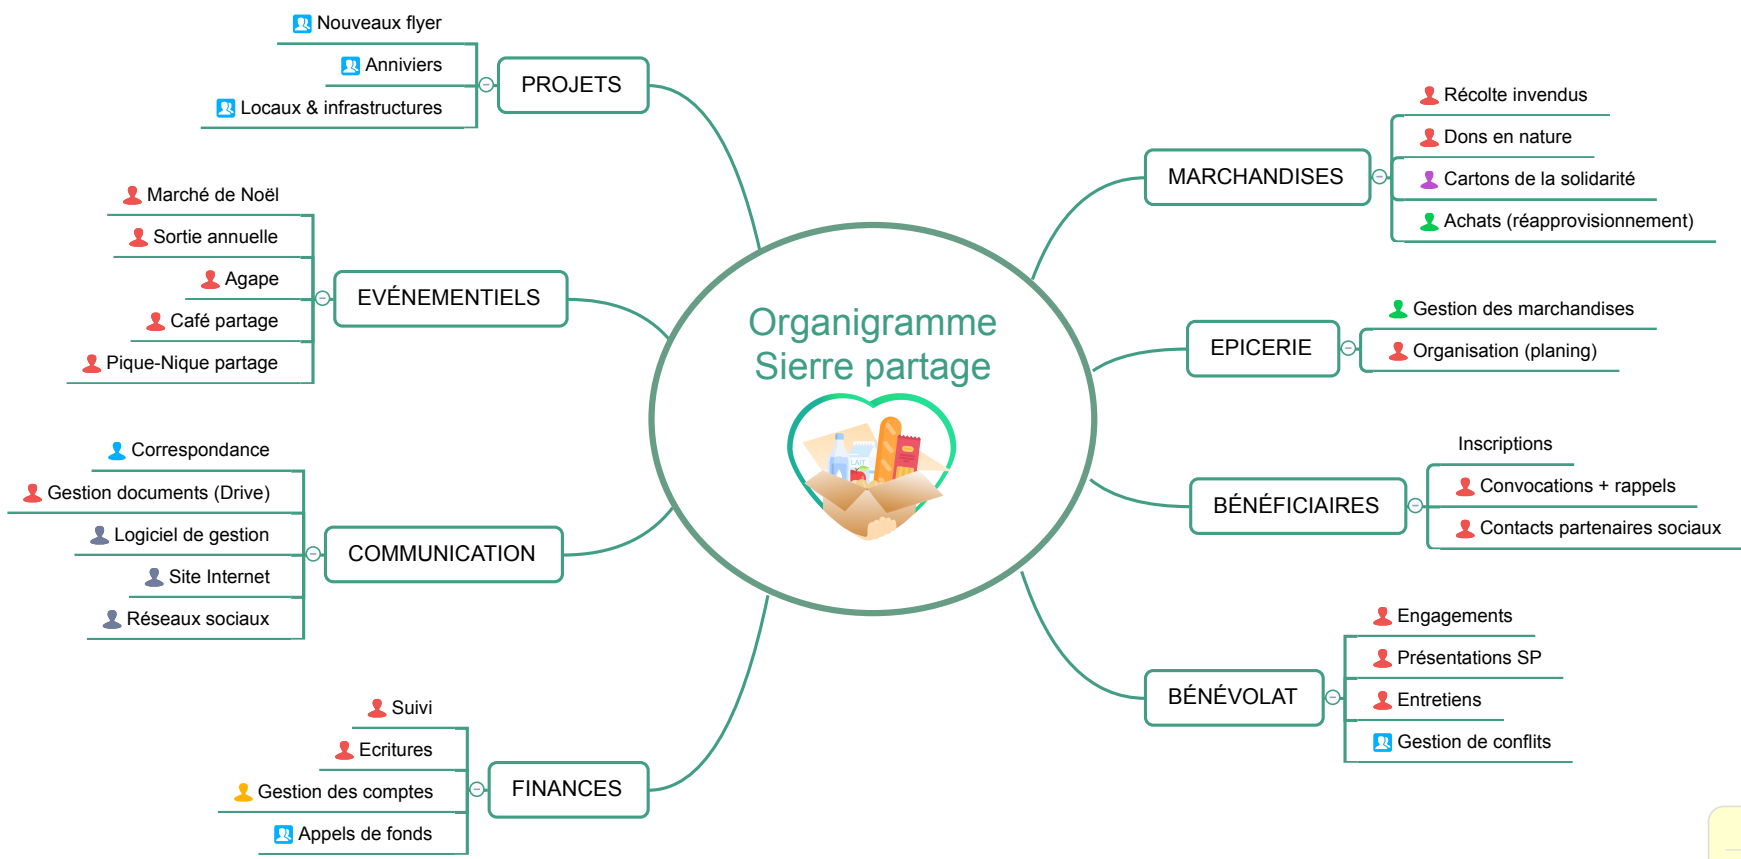 Nouveaux flyer
Anniviers
Locaux & infrastructures
PROJETS
Marché de Noël
Sortie annuelle
Agape
Café partage
Pique-Nique partage
EVÉNEMENTIELS
Correspondance
Gestion documents (Drive)
Logiciel de gestion
Site Internet
Réseaux sociaux
COMMUNICATION
Suivi
Ecritures
Gestion des comptes
Appels de fonds
FINANCES
Organigramme
Sierre partage
LAIT
MARCHANDISES
Récolte invendus
Dons en nature
Cartons de la solidarité
Achats (réapprovisionnement)
EPICERIE
Gestion des marchandises
Organisation (planing)
BÉNÉFICIAIRES
Inscriptions
Convocations + rappels
Contacts partenaires sociaux
BÉNÉVOLAT
Engagements
Présentations SP
Entretiens
Gestion de conflits